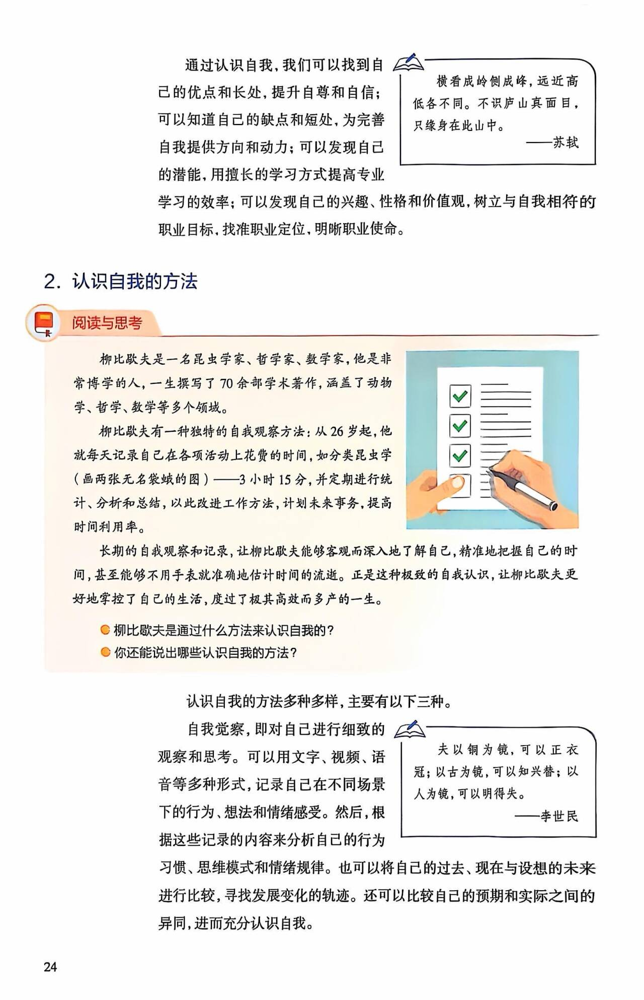 通过认识自我，我们可以找到自
己的优点和长处，提升自尊和自信；
可以知道自己的缺点和短处，为完善
自我提供方向和动力；可以发现自己
的潜能，用擅长的学习方式提高专业
学习的效率；可以发现自己的兴趣、性格和价值观，树立与自我相符的
职业目标，找准职业定位，明晰职业使命。
横看成岭侧成峰，远近高
低各不同。不识庐山真面目，
只缘身在此山中。
——苏轼
2. 认识自我的方法
阅读与思考
柳比歇夫是一名昆虫学家、哲学家、数学家，他是非
常博学的人，一生撰写了 70 余部学术著作，涵盖了动物
学、哲学、数学等多个领域。
柳比歇夫有一种独特的自我观察方法：从 26 岁起，他
就每天记录自己在各项活动上花费的时间，如分类昆虫学
（画两张无名袋蛾的图）——3 小时 15 分，并定期进行统
计、分析和总结，以此改进工作方法，计划未来事务，提高
时间利用率。
长期的自我观察和记录，让柳比歇夫能够客观而深入地了解自己，精准地把握自己的时
间，甚至能够不用手表就准确地估计时间的流逝。正是这种极致的自我认识，让柳比歇夫更
好地掌控了自己的生活，度过了极其高效而多产的一生。
柳比歇夫是通过什么方法来认识自我的？
你还能说出哪些认识自我的方法？
认识自我的方法多种多样，主要有以下三种。
自我觉察，即对自己进行细致的
观察和思考。可以用文字、视频、语
音等多种形式，记录自己在不同场景
下的行为、想法和情绪感受。然后，根
据这些记录的内容来分析自己的行为
习惯、思维模式和情绪规律。也可以将自己的过去、现在与设想的未来
进行比较，寻找发展变化的轨迹。还可以比较自己的预期和实际之间的
异同，进而充分认识自我。
夫以铜为镜，可以正衣
冠；以古为镜，可以知兴替；以
人为镜，可以明得失。
——李世民
24